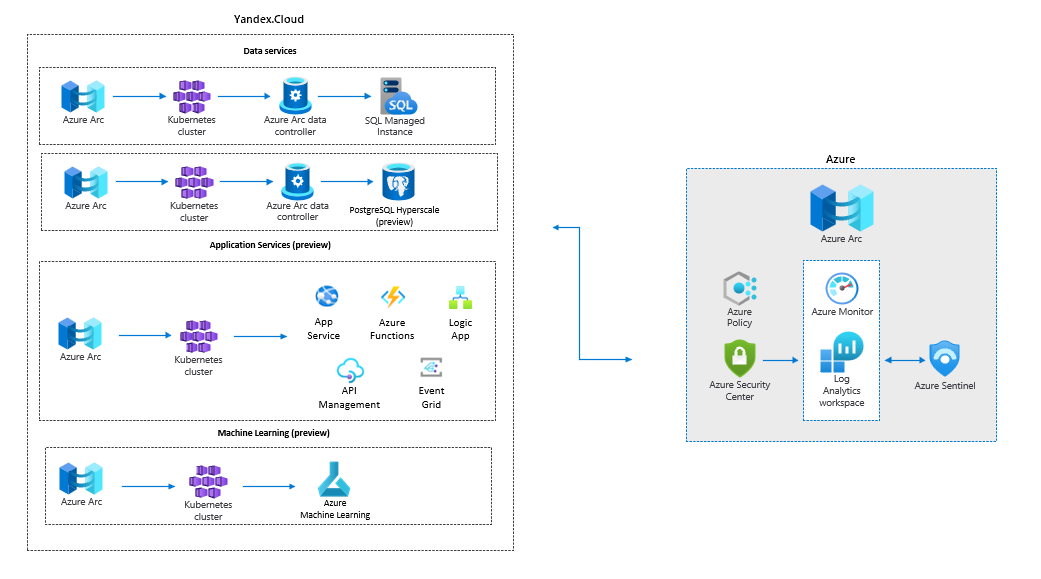 Yandex.Cloud
Data services
Azure Arc
Kubernetes
cluster
Azure Arc data
controller
SQL
SQL Managed
Instance
Azure Arc
Kubernetes
cluster
Azure Arc data
controller
PostgreSQL Hyperscale
(preview)
Application Services (preview)
Azure Arc
Kubernetes
cluster
App
Service
Azure
Functions
Logic
App
API
Management
Event
Grid
Machine Learning (preview)
Azure Arc
Kubernetes
cluster
Azure
Machine Learning
Azure
Azure Arc
Azure
Policy
Azure Monitor
Azure Security
Center
Log
Analytics
workspace
Azure Sentinel